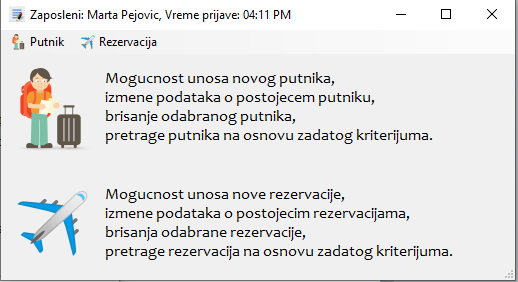 Zaposleni: Marta Pejovic, Vreme prijave: 04:11 PM
Putnik Rezervacija
Mogucnost unosa novog putnika,
izmene podataka o postojecem putniku,
brisanje odabranog putnika,
pretrage putnika na osnovu zadatog kriterijuma.
Mogucnost unosa nove rezervacije,
izmene podataka o postojecim rezervacijama,
brisanja odabrane rezervacije,
pretrage rezervacija na osnovu zadatog kriterijuma.